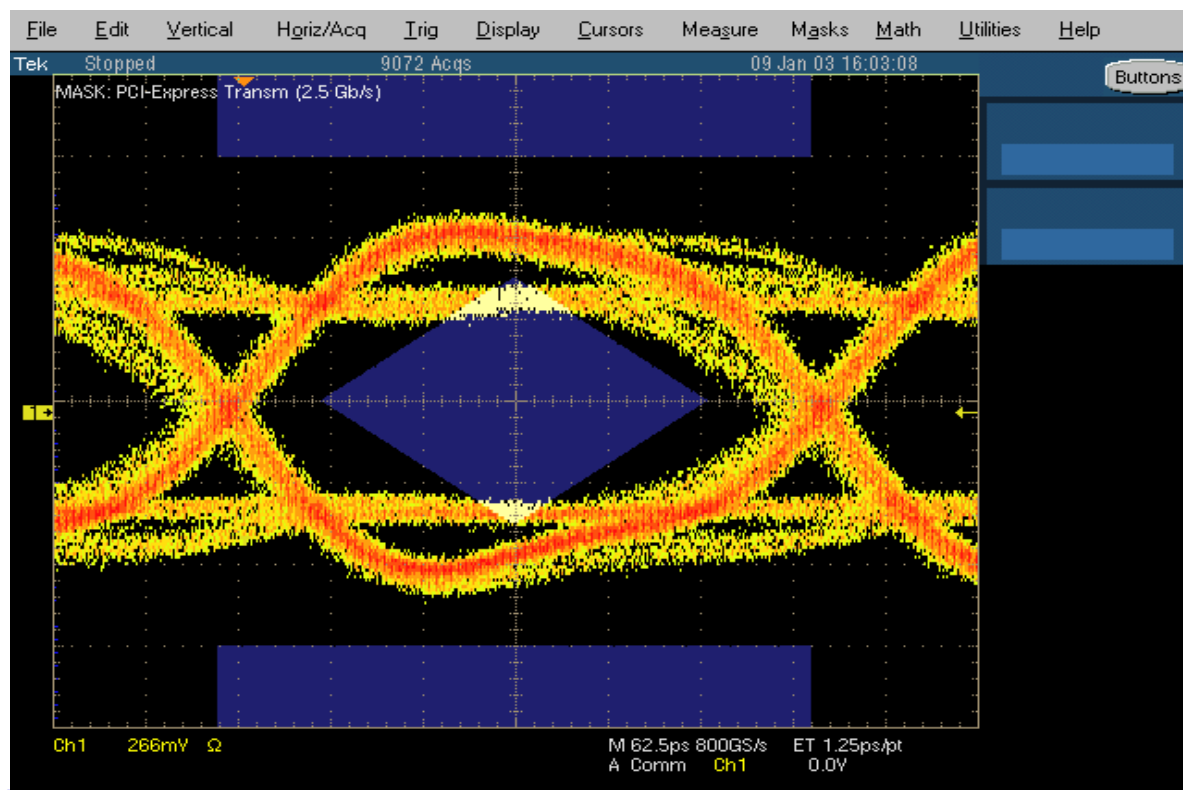 File Edit Vertical Horiz/Acq Trig Display Cursors Measure Masks Math Utilities Help
Tek Stopped 9072 Acqs 09 Jan 03 16:03:08
Buttons
MASK: PCI-Express Transm (2.5 Gb/s)
1
Ch1 266mV Ω M 62.5ps 800GS/s ET 1.25ps/pt
A Comm Ch1 0.0V